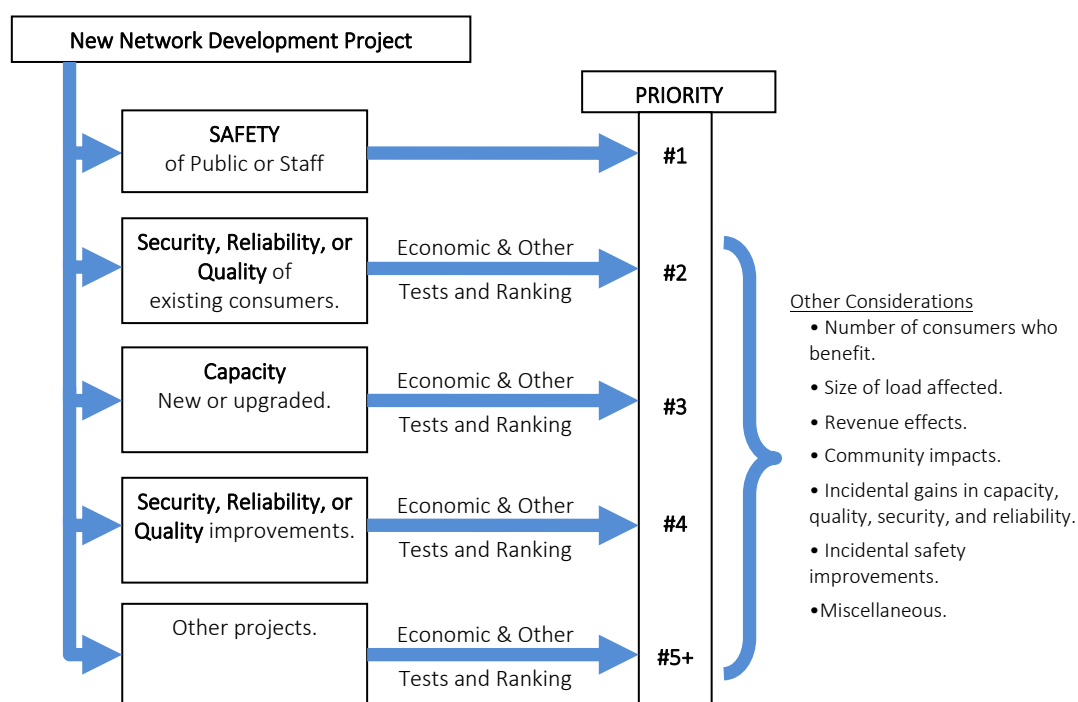 New Network Development Project
PRIORITY
SAFETY
of Public or Staff
#1
Security, Reliability, or
Quality of
existing consumers.
Economic & Other
Tests and Ranking
#2
Capacity
New or upgraded.
Economic & Other
Tests and Ranking
#3
Security, Reliability, or
Quality improvements.
Economic & Other
Tests and Ranking
#4
Other projects.
Economic & Other
Tests and Ranking
#5+
Other Considerations
• Number of consumers who
benefit.
• Size of load affected.
• Revenue effects.
• Community impacts.
• Incidental gains in capacity,
quality, security, and reliability.
• Incidental safety
improvements.
•Miscellaneous.